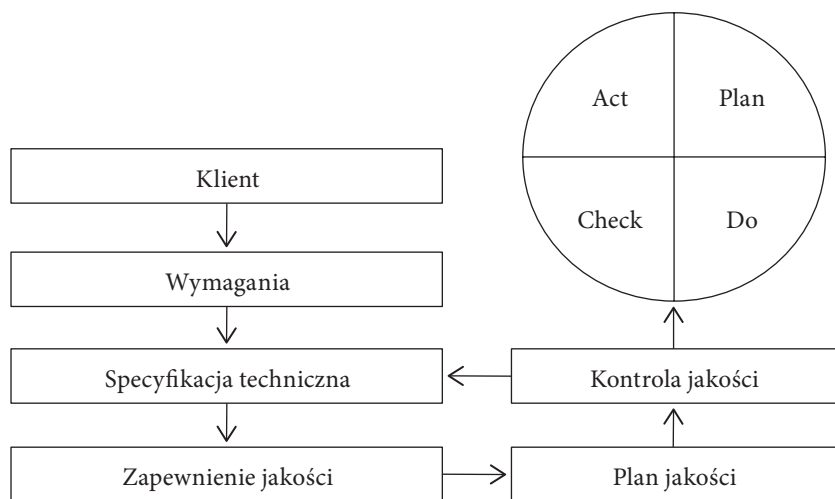 Act
Plan
Check
Do
Klient
Wymagania
Specyfikacja techniczna
Kontrola jakości
Zapewnienie jakości
Plan jakości